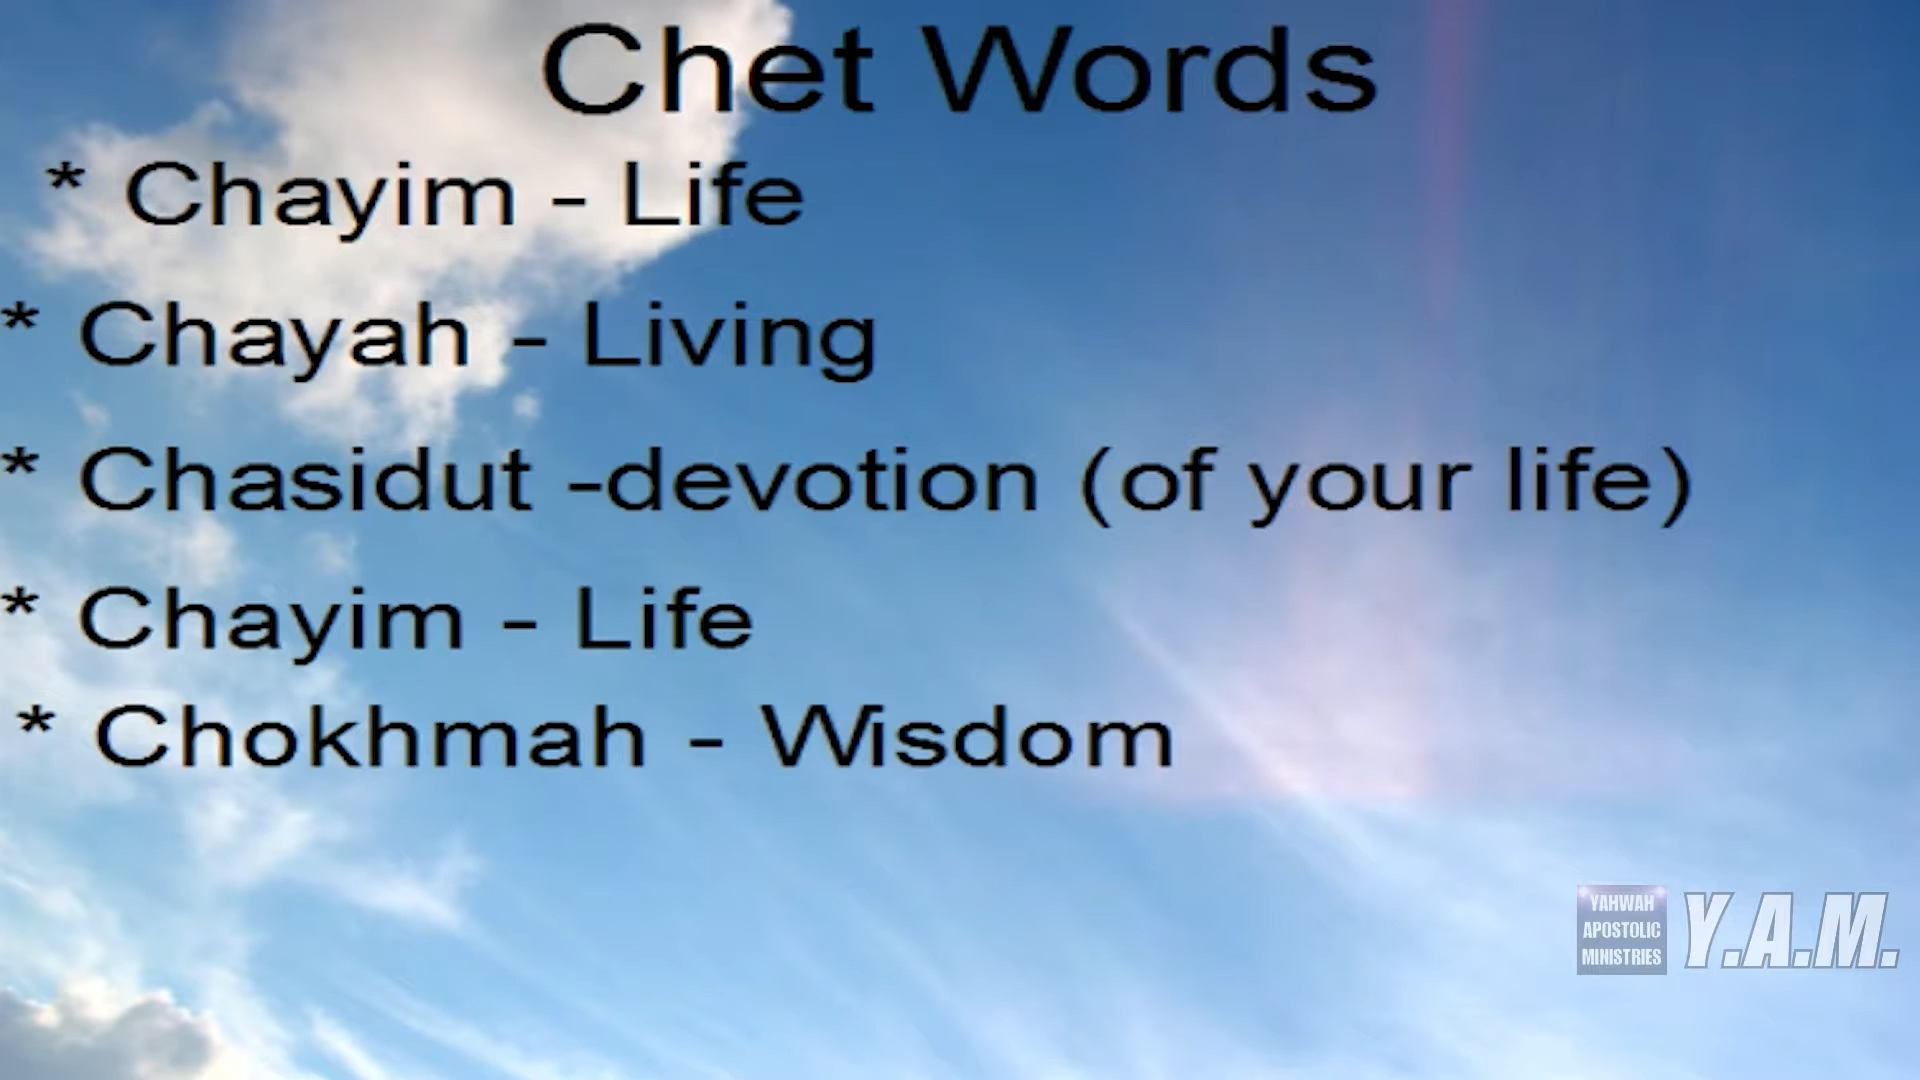 Chet Words
* Chayim - Life
* Chayah - Living
* Chasidut -devotion (of your life)
* Chayim - Life
* Chokhmah - Wisdom
YAHWAH
APOSTOLIC
MINISTRIES
Y.A.M.